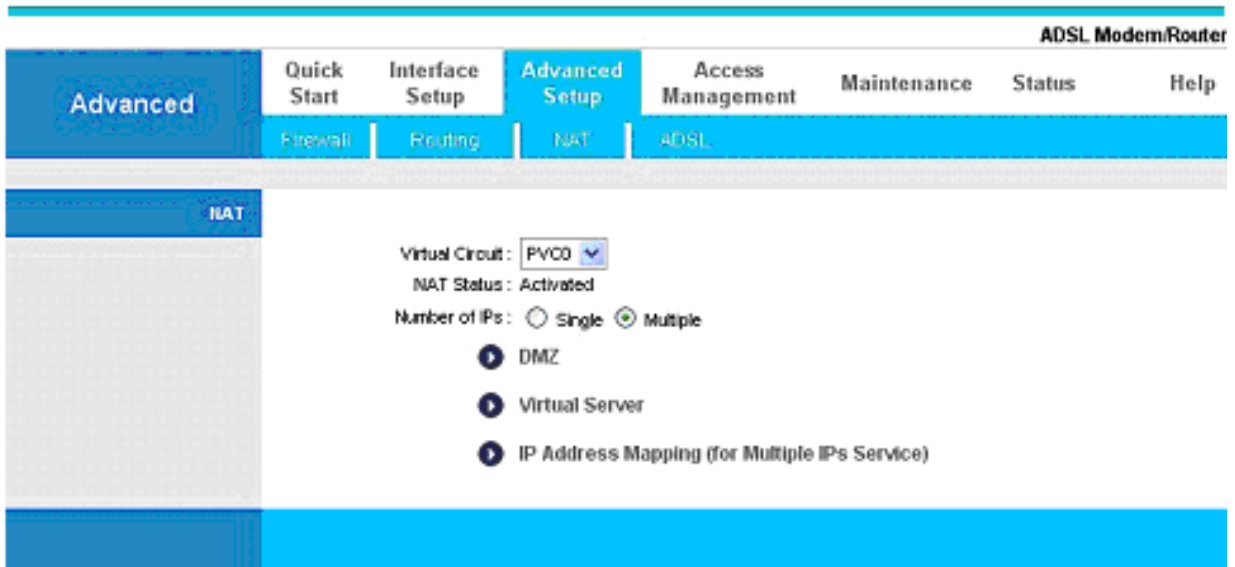 ADSL Modem/Router
Advanced
Quick Start
Interface Setup
Advanced Setup
Access Management
Maintenance
Status
Help
Firewall
Routing
NAT
ADSL
NAT
Virtual Circuit : PVC0
NAT Status : Activated
Number of IPs : Single Multiple
DMZ
Virtual Server
IP Address Mapping (for Multiple IPs Service)